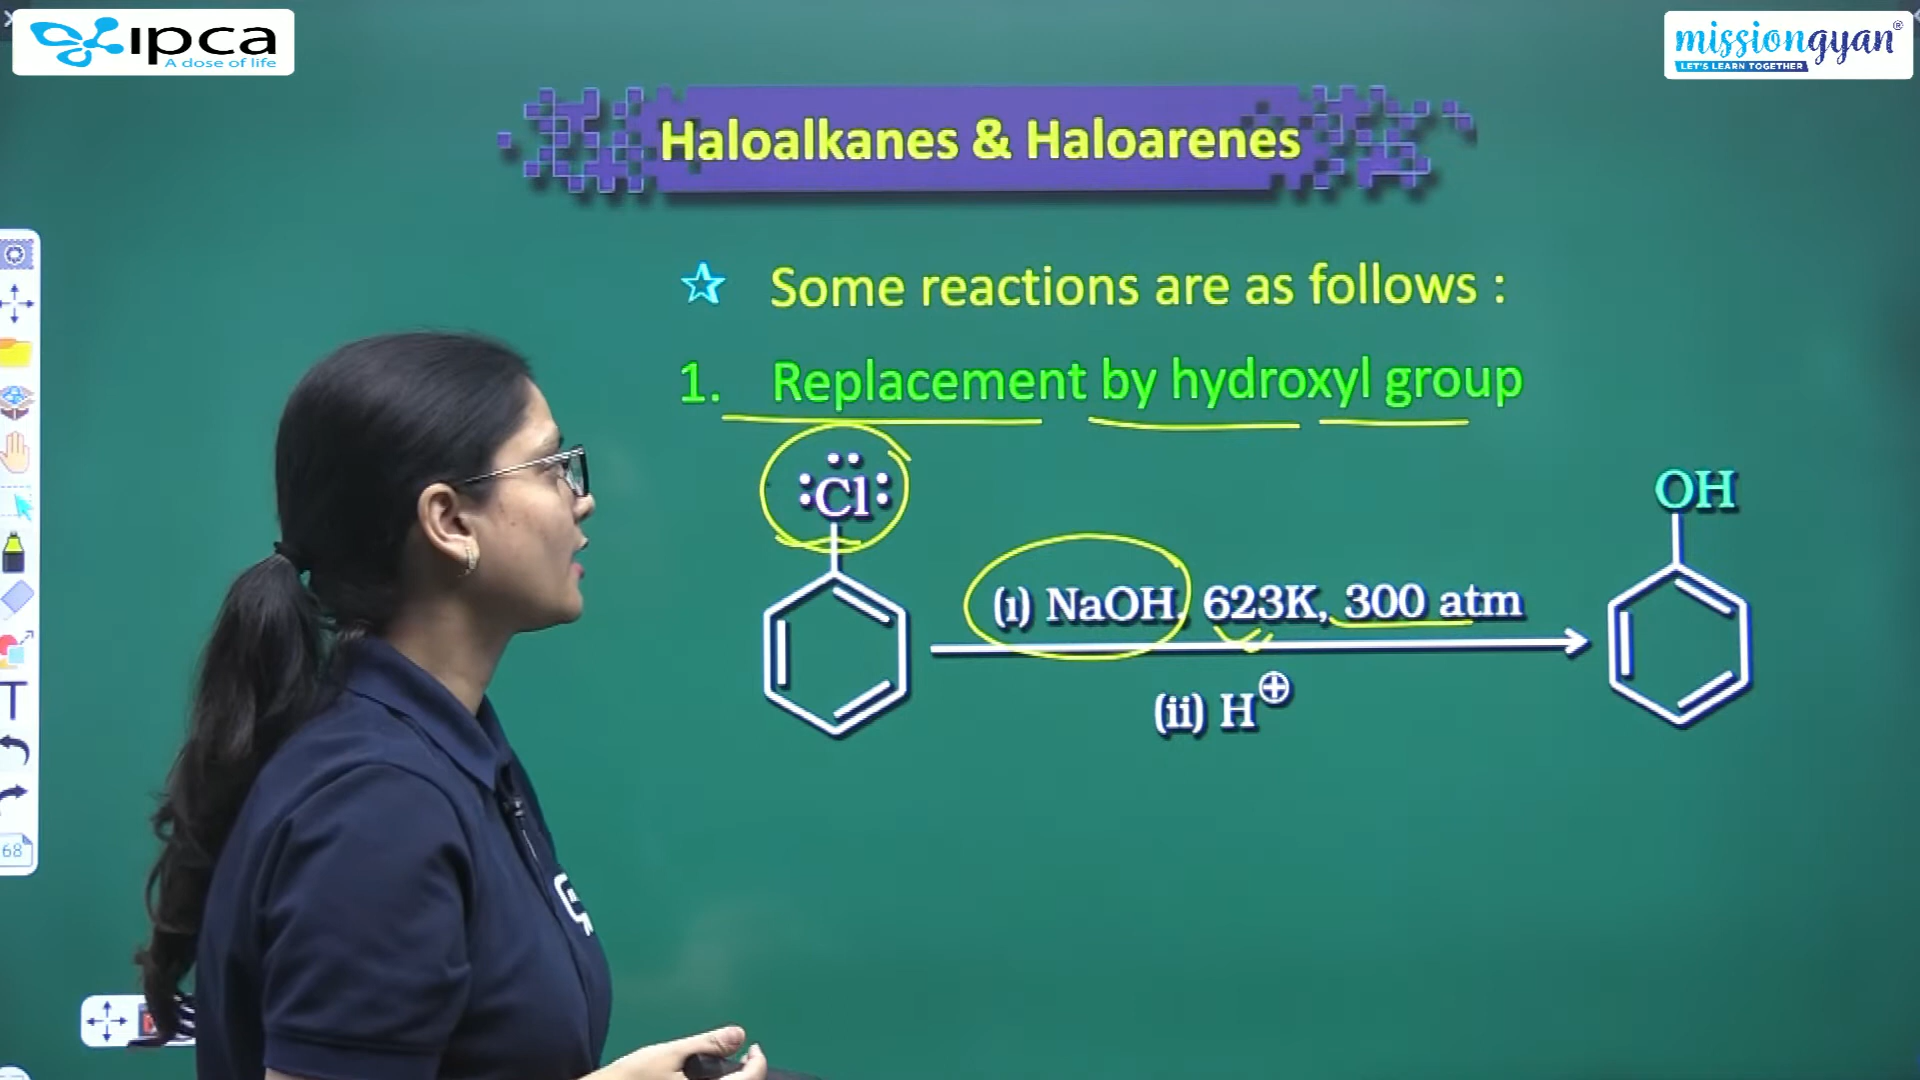 ipca
A dose of life
missiongyan®
LET'S LEARN TOGETHER
Haloalkanes & Haloarenes
☆ Some reactions are as follows :
1. Replacement by hydroxyl group
:Cl:
OH
(i) NaOH, 623K, 300 atm
(ii) H⊕
T
68